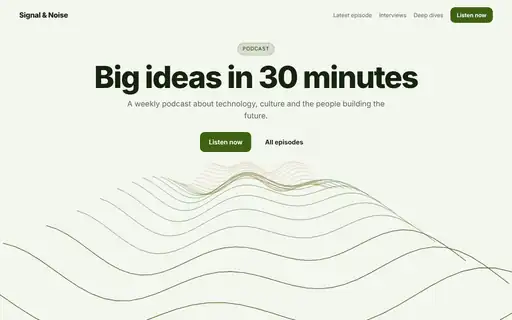 Signal & Noise
Latest episode
Interviews
Deep dives
Listen now
PODCAST
Big ideas in 30 minutes
A weekly podcast about technology, culture and the people building the
future.
Listen now
All episodes